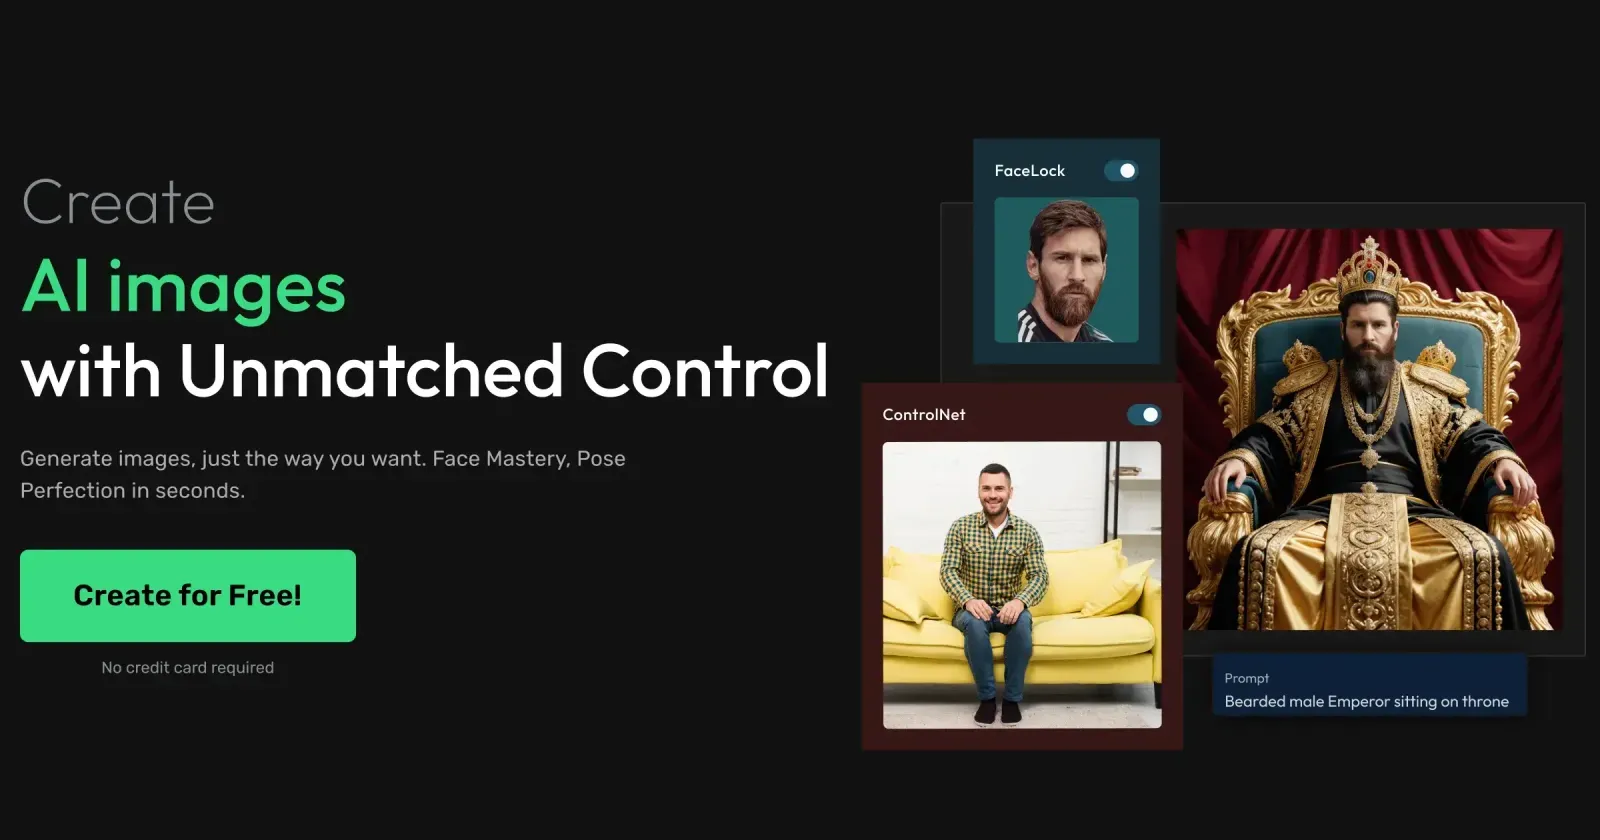 Create
AI images
with Unmatched Control
Generate images, just the way you want. Face Mastery, Pose
Perfection in seconds.
Create for Free!
No credit card required
FaceLock
ControlNet
Prompt
Bearded male Emperor sitting on throne